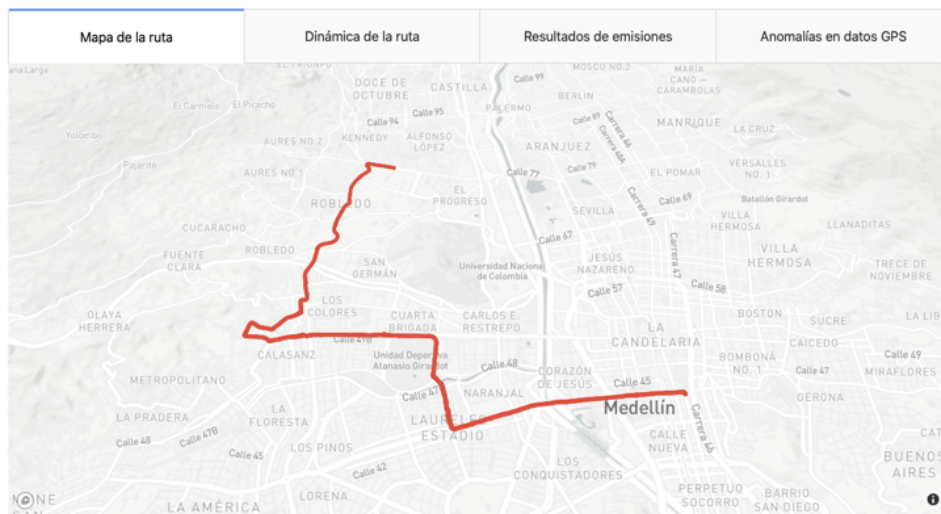 Mapa de la ruta
Dinámica de la ruta
Resultados de emisiones
Anomalías en datos GPS
EL TRIUNFO
MOSCÚ NO.2
MARÍA
CANO —
CARAMBOLAS
ana Larga
DOCE DE
OCTUBRE
CASTILLA
Calle 99
El Carmelo
El Picacho
PALERMO
BERLIN
Calle 94
Calle 95
Calle 89
Carrera 46
MANRIQUE
Yolombo
AURES NO. 2
KENNEDY
ALFONSO
LÓPEZ
ARANJUEZ
Carrera 48A
LA CRUZ
Pajarito
AURES NO. 1
Calle 77
Calle 79
EL POMAR
VERSALLES
NO. 1
ROBLEDO
EL
PROGRESO
SEVILLA
Carrera 49
Calle 69
Batallón Girardot
CUCARACHO
VILLA
HERMOSA
LLANADITAS
FUENTE
CLARA
ROBLEDO
Calle 67
SAN
GERMÁN
Universidad Nacional
de Colombia
JESÚS
NAZARENO
Carrera 47
VILLA
HERMOSA
TRECE DE
NOVIEMBRE
Calle 57
Calle 58
OLAYA
HERRERA
LOS
COLORES
CUARTA
BRIGADA
CARLOS E.
RESTREPO
LA
CANDELARIA
BOSTON
SUCRE
LA LIB
Calle 49B
CALASANZ
Unidad Deportiva
Atanasio Girardot
Calle 48
BOMBONÁ
NO. 1
CAICEDO
Calle 49
METROPOLITANO
CORAZÓN
DE JESÚS
Calle 47
MIRAFLORES
Calle 47
NARANJAL
Calle 45
LA PRADERA
LA
FLORESTA
LAURELES
ESTADIO
Medellín
GERONA
Calle 48
Calle 47B
LOS PINOS
CALLE
NUEVA
Carrera 46
CAT
BUENOS
AIRES
Calle 45
Calle 42
LOS
CONQUISTADORES
LORENA
PERPETUO
SOCORRO
BARRIO
SAN DIEGO
LA AMÉRICA